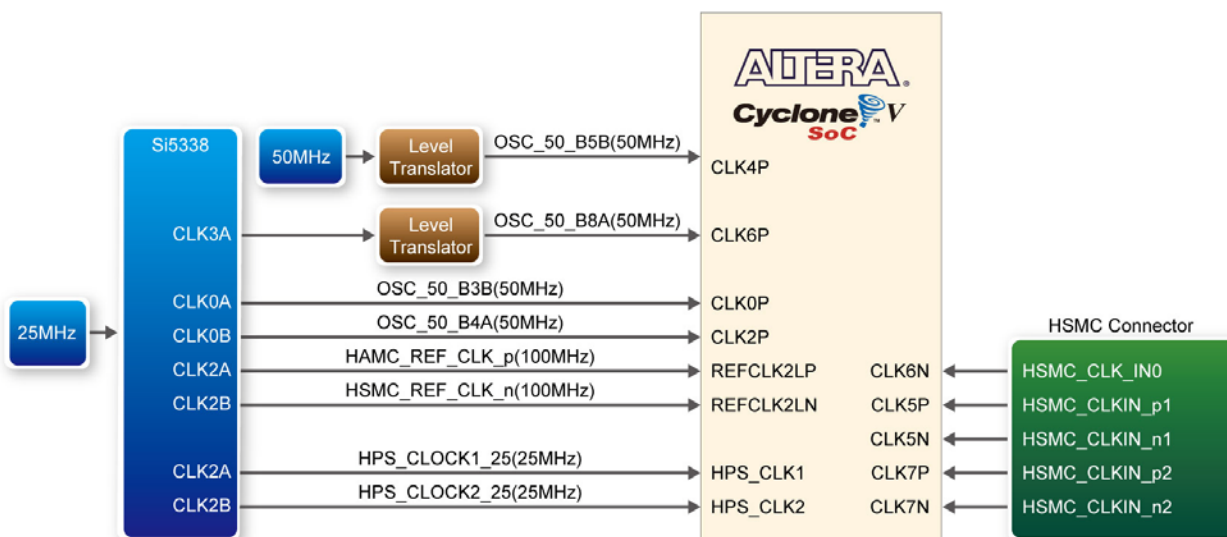 ALTERA®
Cyclone™ V
SoC
Si5338
50MHz
Level
Translator
OSC_50_B5B(50MHz)
CLK4P
CLK3A
Level
Translator
OSC_50_B8A(50MHz)
CLK6P
25MHz
CLK0A
OSC_50_B3B(50MHz)
CLK0P
CLK0B
OSC_50_B4A(50MHz)
CLK2P
CLK2A
HAMC_REF_CLK_p(100MHz)
REFCLK2LP
CLK2B
HSMC_REF_CLK_n(100MHz)
REFCLK2LN
CLK2A
HPS_CLOCK1_25(25MHz)
HPS_CLK1
CLK2B
HPS_CLOCK2_25(25MHz)
HPS_CLK2
HSMC Connector
CLK6N
HSMC_CLK_IN0
CLK5P
HSMC_CLKIN_p1
CLK5N
HSMC_CLKIN_n1
CLK7P
HSMC_CLKIN_p2
CLK7N
HSMC_CLKIN_n2